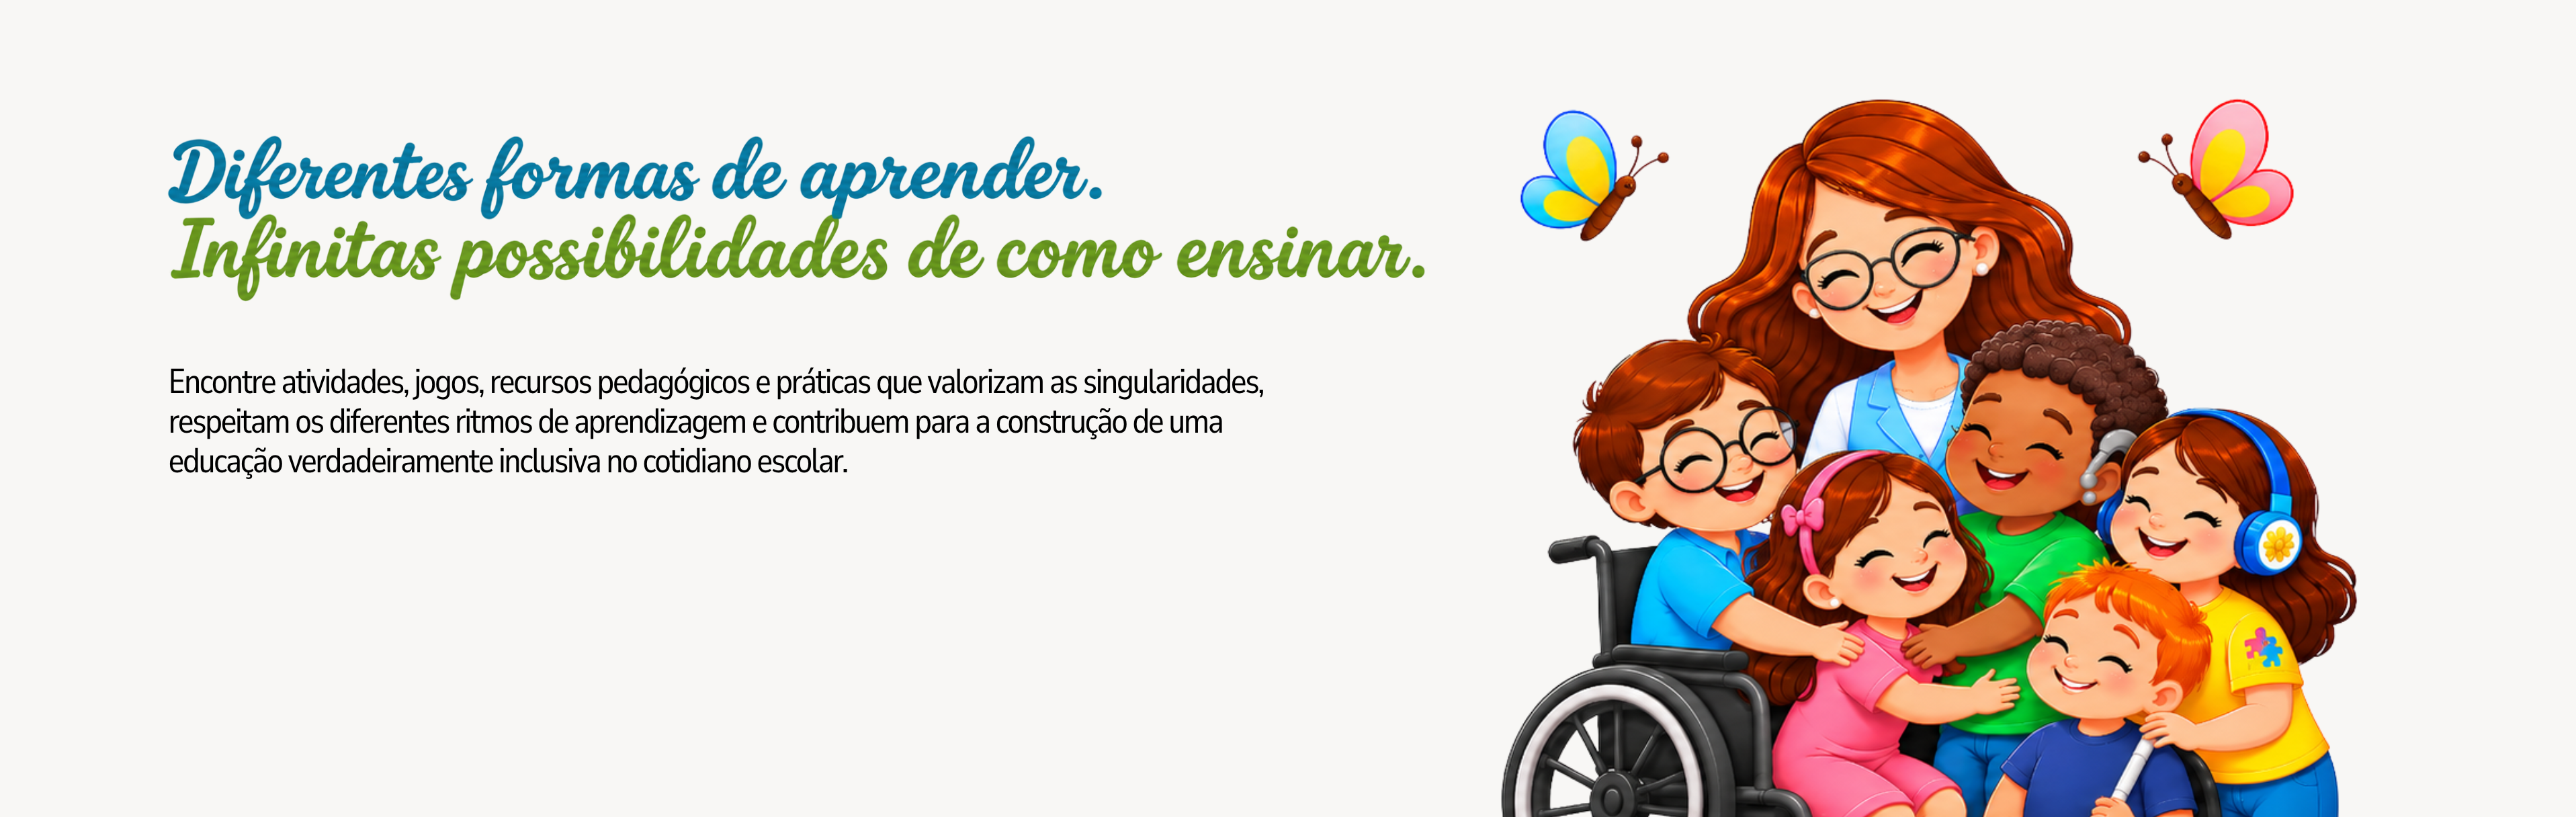 Diferentes formas de aprender.
Infinitas possibilidades de como ensinar.
Encontre atividades, jogos, recursos pedagógicos e práticas que valorizam as singularidades,
respeitam os diferentes ritmos de aprendizagem e contribuem para a construção de uma
educação verdadeiramente inclusiva no cotidiano escolar.